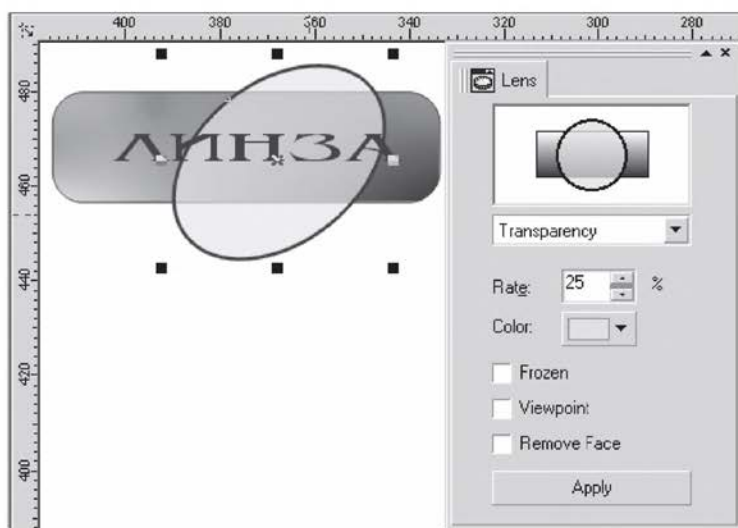 400 380 360 340 320 300 280
480
460
440
420
400
ЛИНЗА
Lens
Transparency
Rate: 25 %
Color:
Frozen
Viewpoint
Remove Face
Apply